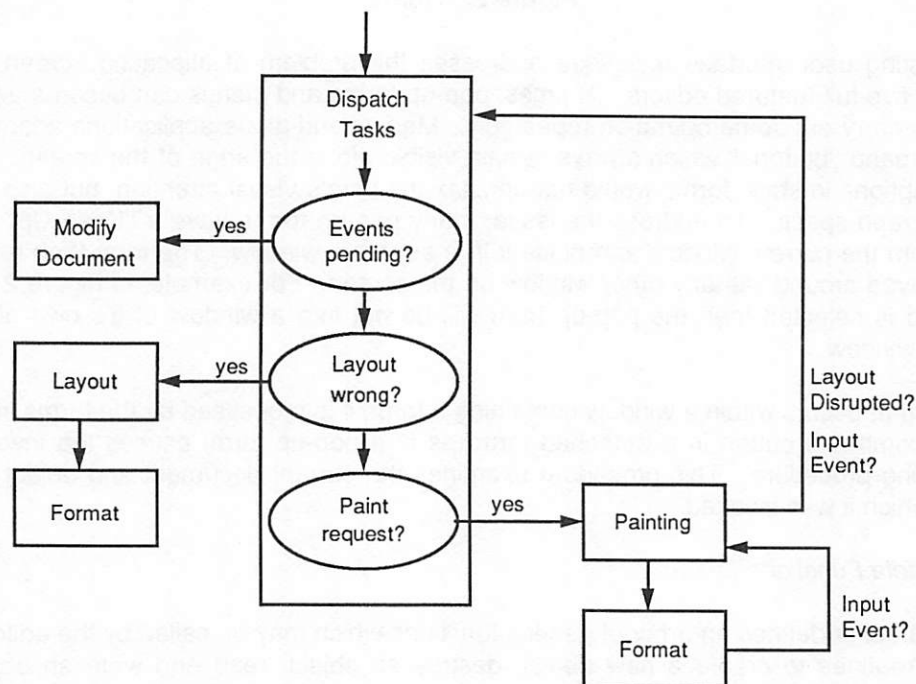 Dispatch
Tasks
Events
pending?
yes
Modify
Document
Layout
wrong?
yes
Layout
Format
Paint
request?
yes
Painting
Format
Layout
Disrupted?
Input
Event?
Input
Event?